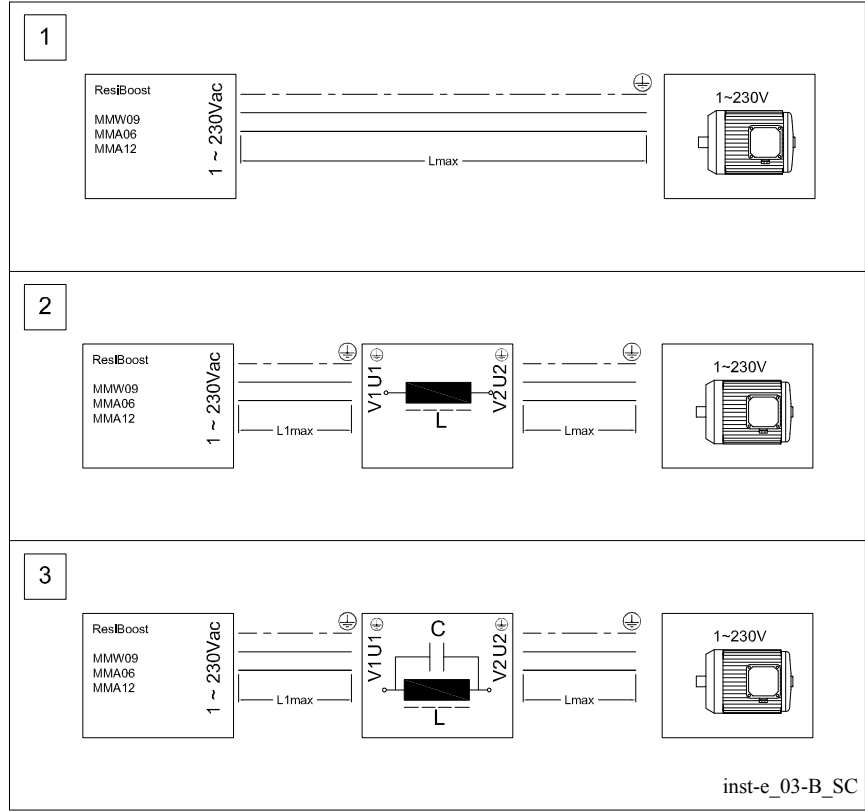 1
ResiBoost
MMW09
MMA06
MMA12
1 ~ 230Vac
Lmax
1~230V
2
ResIBoost
MMW09
MMA06
MMA12
1 ~ 230Vac
L1max
V1 U1
L
V2 U2
Lmax
1~230V
3
ResIBoost
MMW09
MMA06
MMA12
1 ~ 230Vac
L1max
V1 U1
C
L
V2 U2
Lmax
1~230V
inst-e_03-B_SC